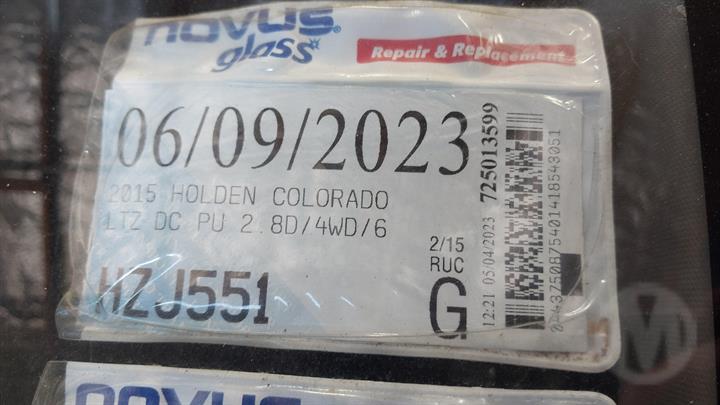 novus
glass
Repair & Replacement
06/09/2023
2015 HOLDEN COLORADO
LTZ DC PU 2.8D/4WD/6
HZJ551
2/15
RUC
G
12:21 05/04/2023 725013599
novus